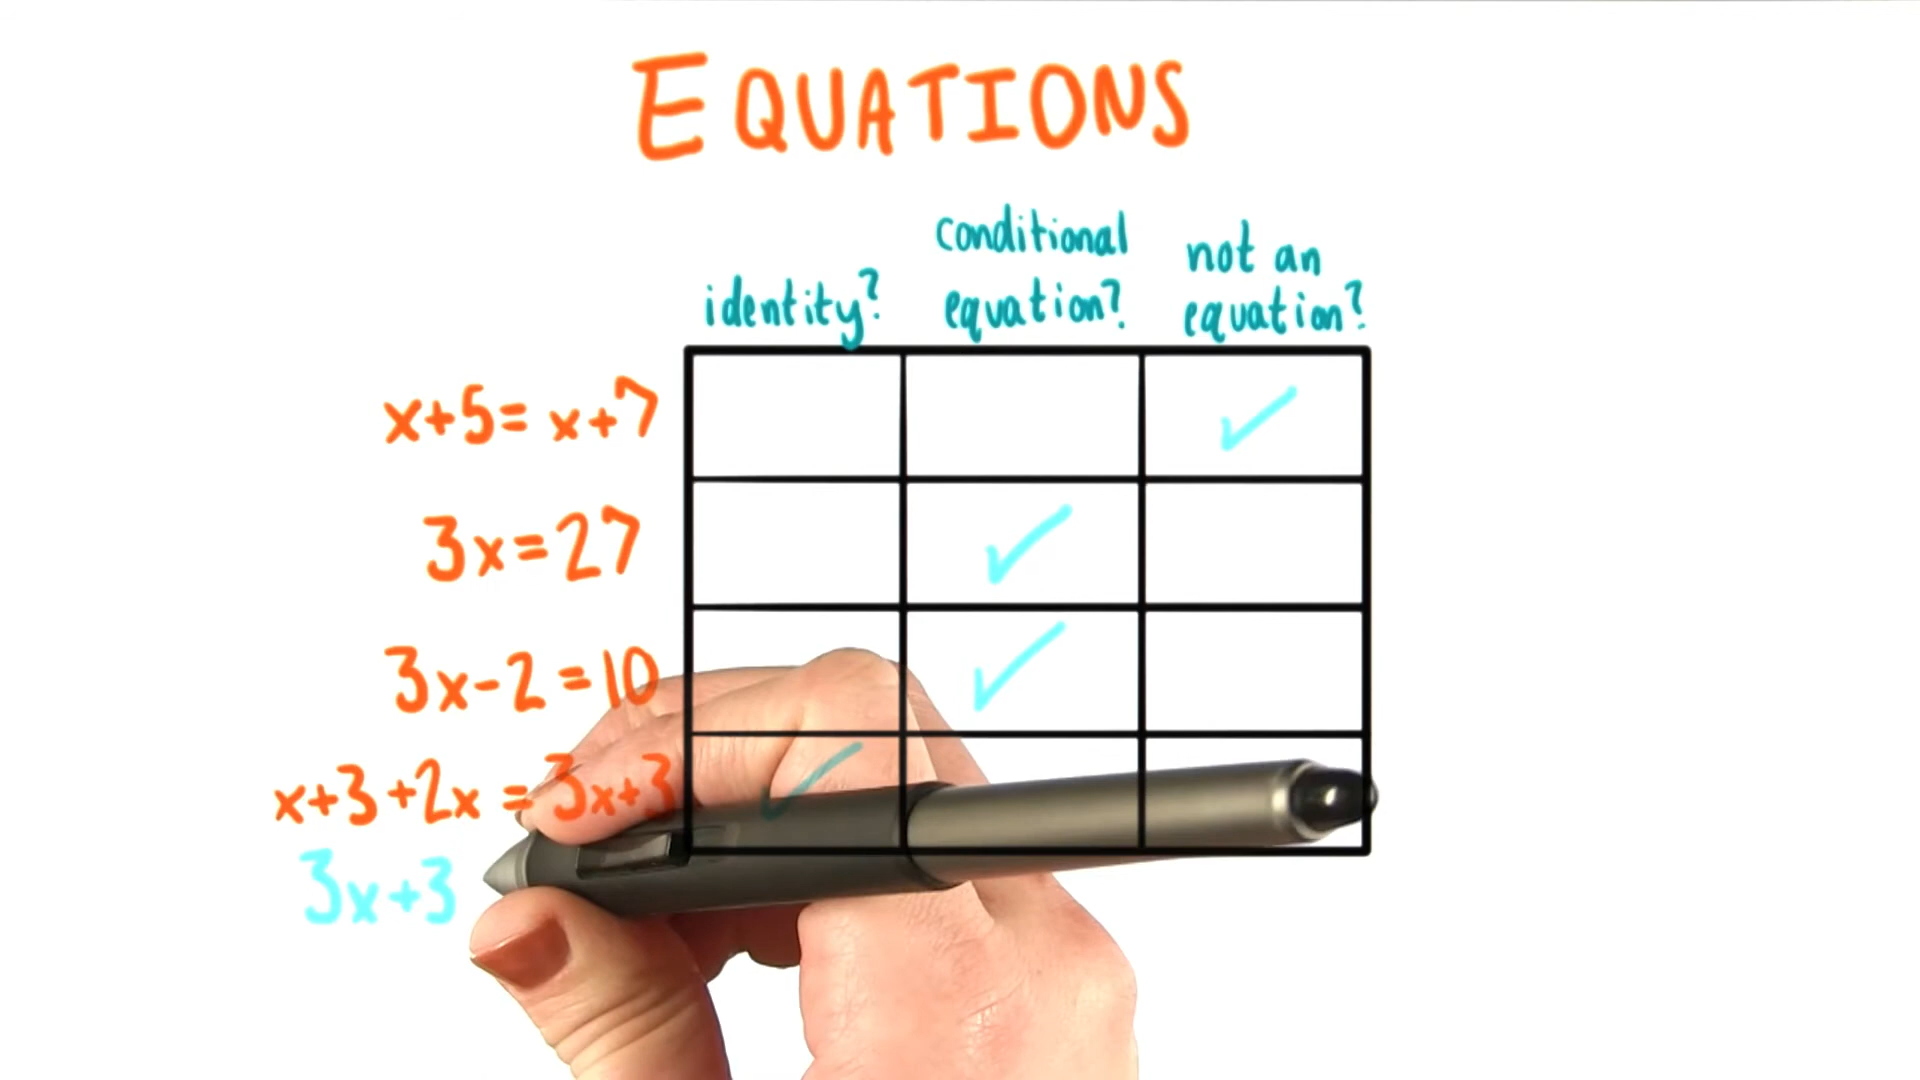 EQUATIONS
identity?
conditional
equation?
not an
equation?
x+5= x+7
3x=27
3x-2=10
x+3+2x = 3x+3
3x+3